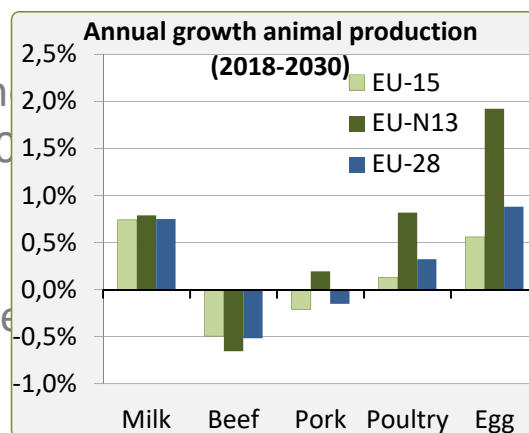 Annual growth animal production
(2018-2030)
2,5%
2,0%
1,5%
1,0%
0,5%
0,0%
-0,5%
-1,0%
EU-15
EU-N13
EU-28
Milk Beef Pork Poultry Egg